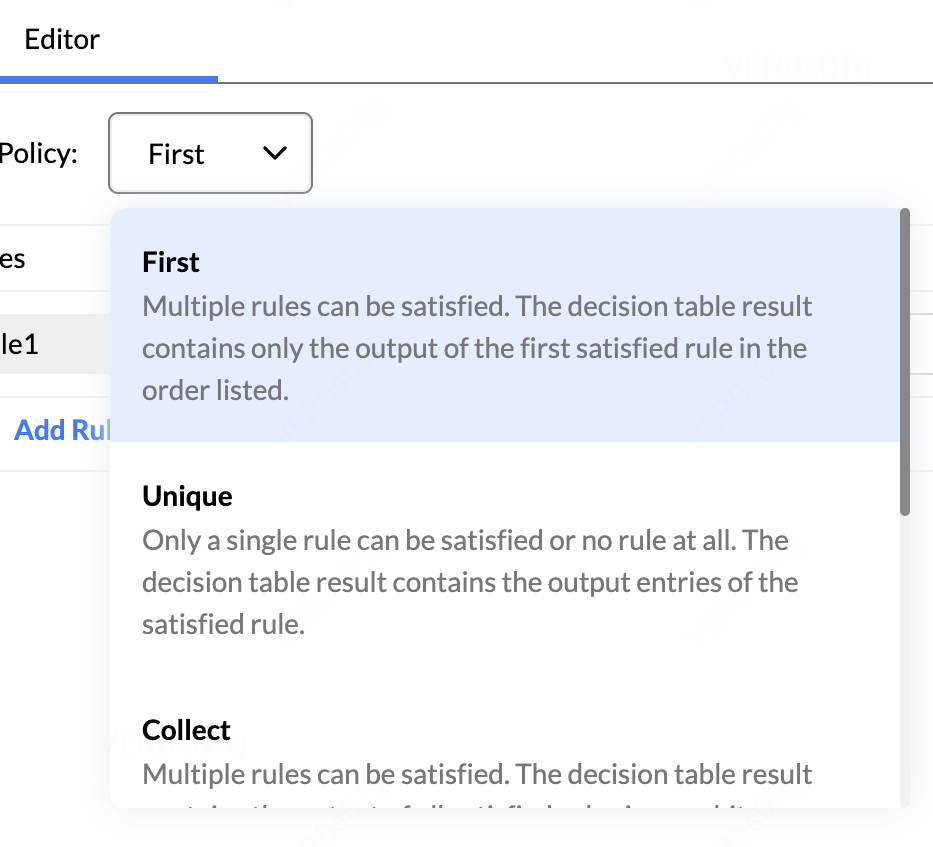 Editor
Policy:
First
es
First
Multiple rules can be satisfied. The decision table result
contains only the output of the first satisfied rule in the
order listed.
le1
Add Rul
Unique
Only a single rule can be satisfied or no rule at all. The
decision table result contains the output entries of the
satisfied rule.
Collect
Multiple rules can be satisfied. The decision table result